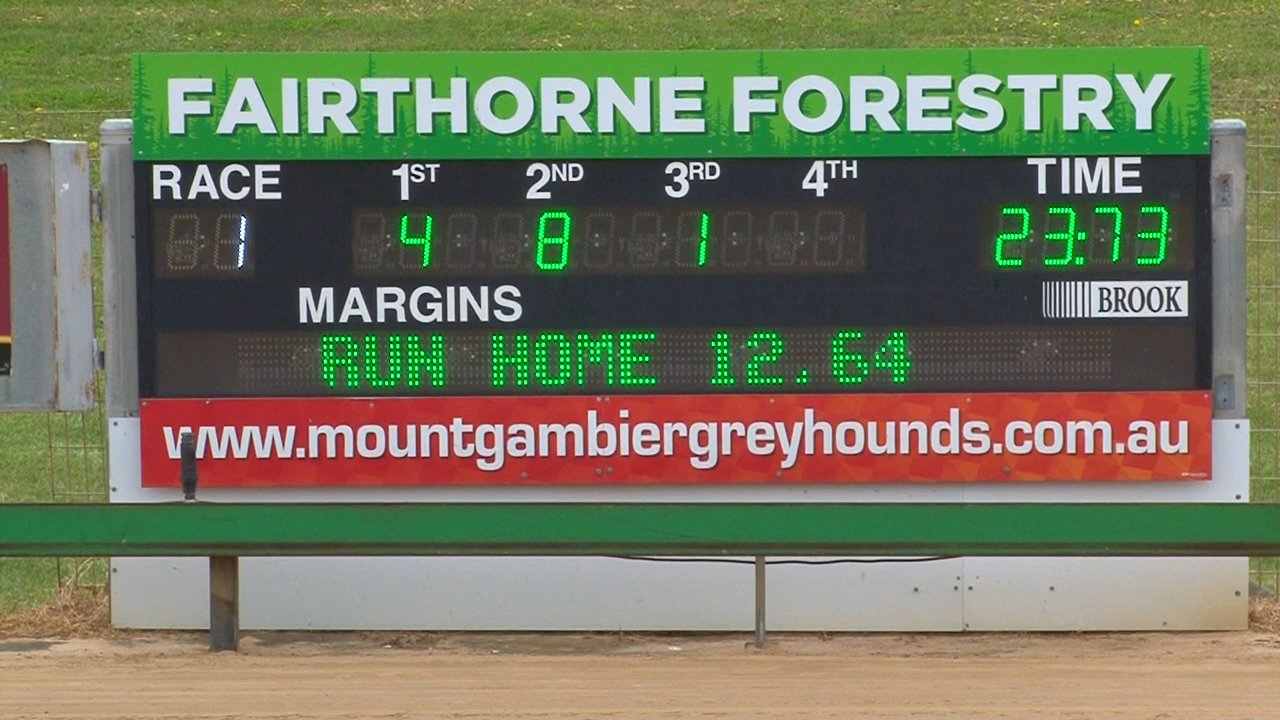 FAIRTHORNE FORESTRY
RACE 1ST 2ND 3RD 4TH TIME
1 4 8 1 23:73
MARGINS BROOK
RUN HOME 12.64
www.mountgambiergreyhounds.com.au